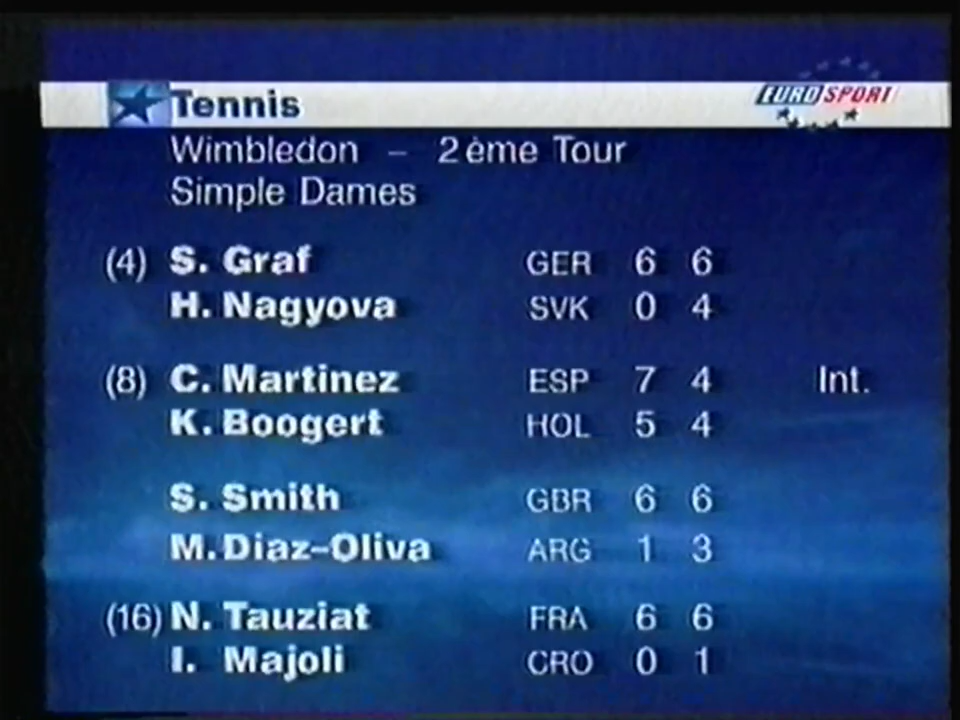 Tennis
EUROSPORT
Wimbledon – 2ème Tour
Simple Dames
(4) S. Graf GER 6 6
H. Nagyova SVK 0 4
(8) C. Martinez ESP 7 4 Int.
K. Boogert HOL 5 4
S. Smith GBR 6 6
M. Diaz-Oliva ARG 1 3
(16) N. Tauziat FRA 6 6
I. Majoli CRO 0 1